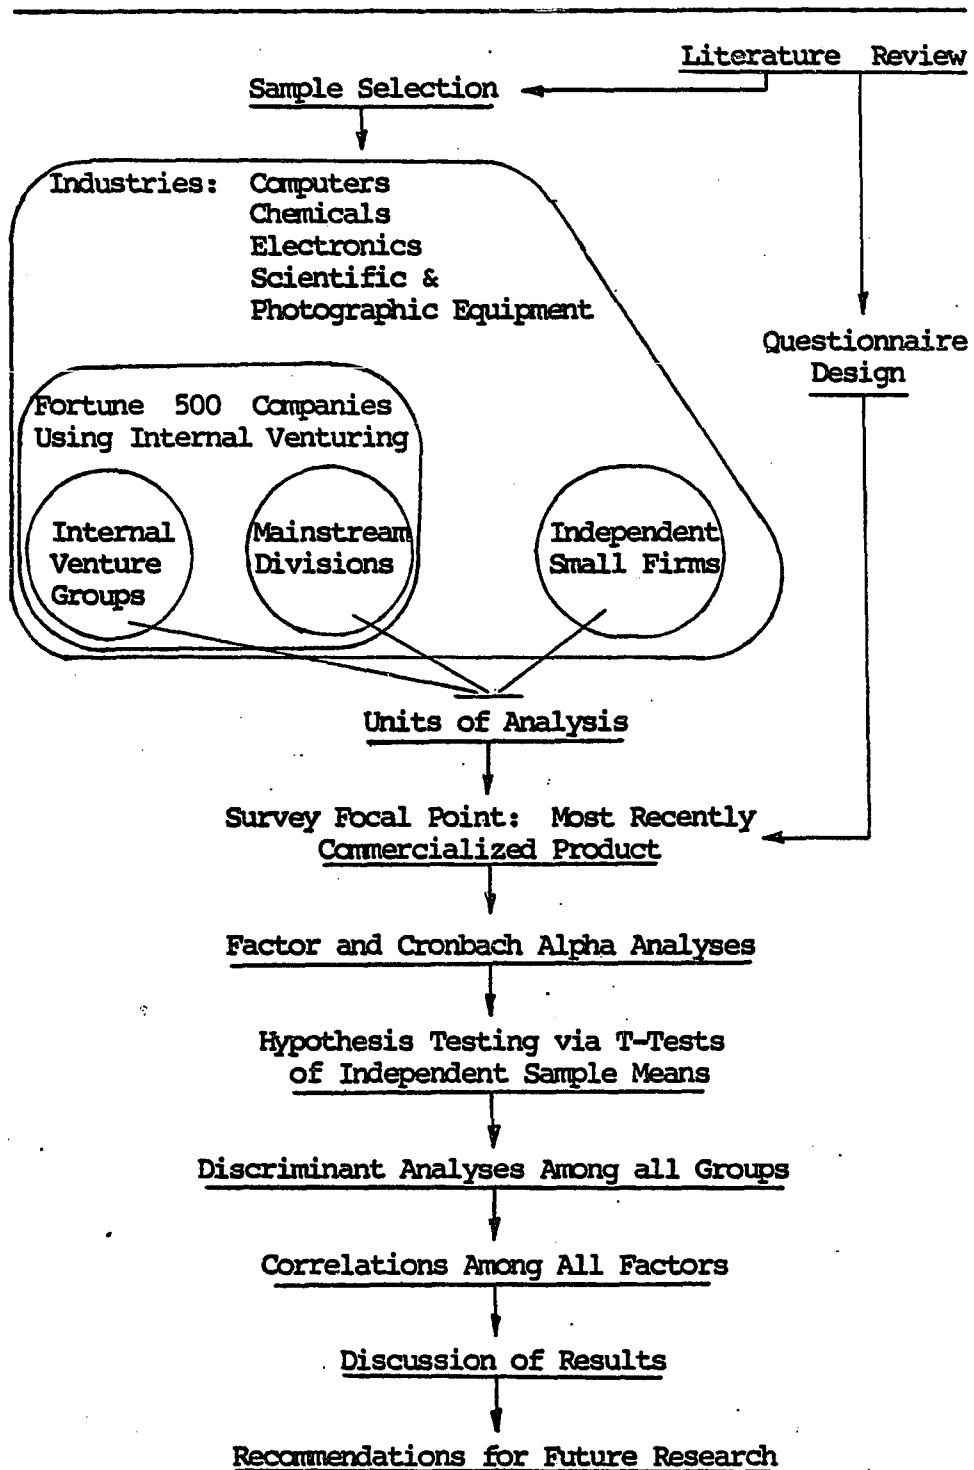 Literature Review
Sample Selection
Industries: Computers
Chemicals
Electronics
Scientific &
Photographic Equipment
Questionnaire
Design
Fortune 500 Companies
Using Internal Venturing
Internal
Venture
Groups
Mainstream
Divisions
Independent
Small Firms
Units of Analysis
Survey Focal Point: Most Recently
Commercialized Product
Factor and Cronbach Alpha Analyses
Hypothesis Testing via T-Tests
of Independent Sample Means
Discriminant Analyses Among all Groups
Correlations Among All Factors
Discussion of Results
Recommendations for Future Research